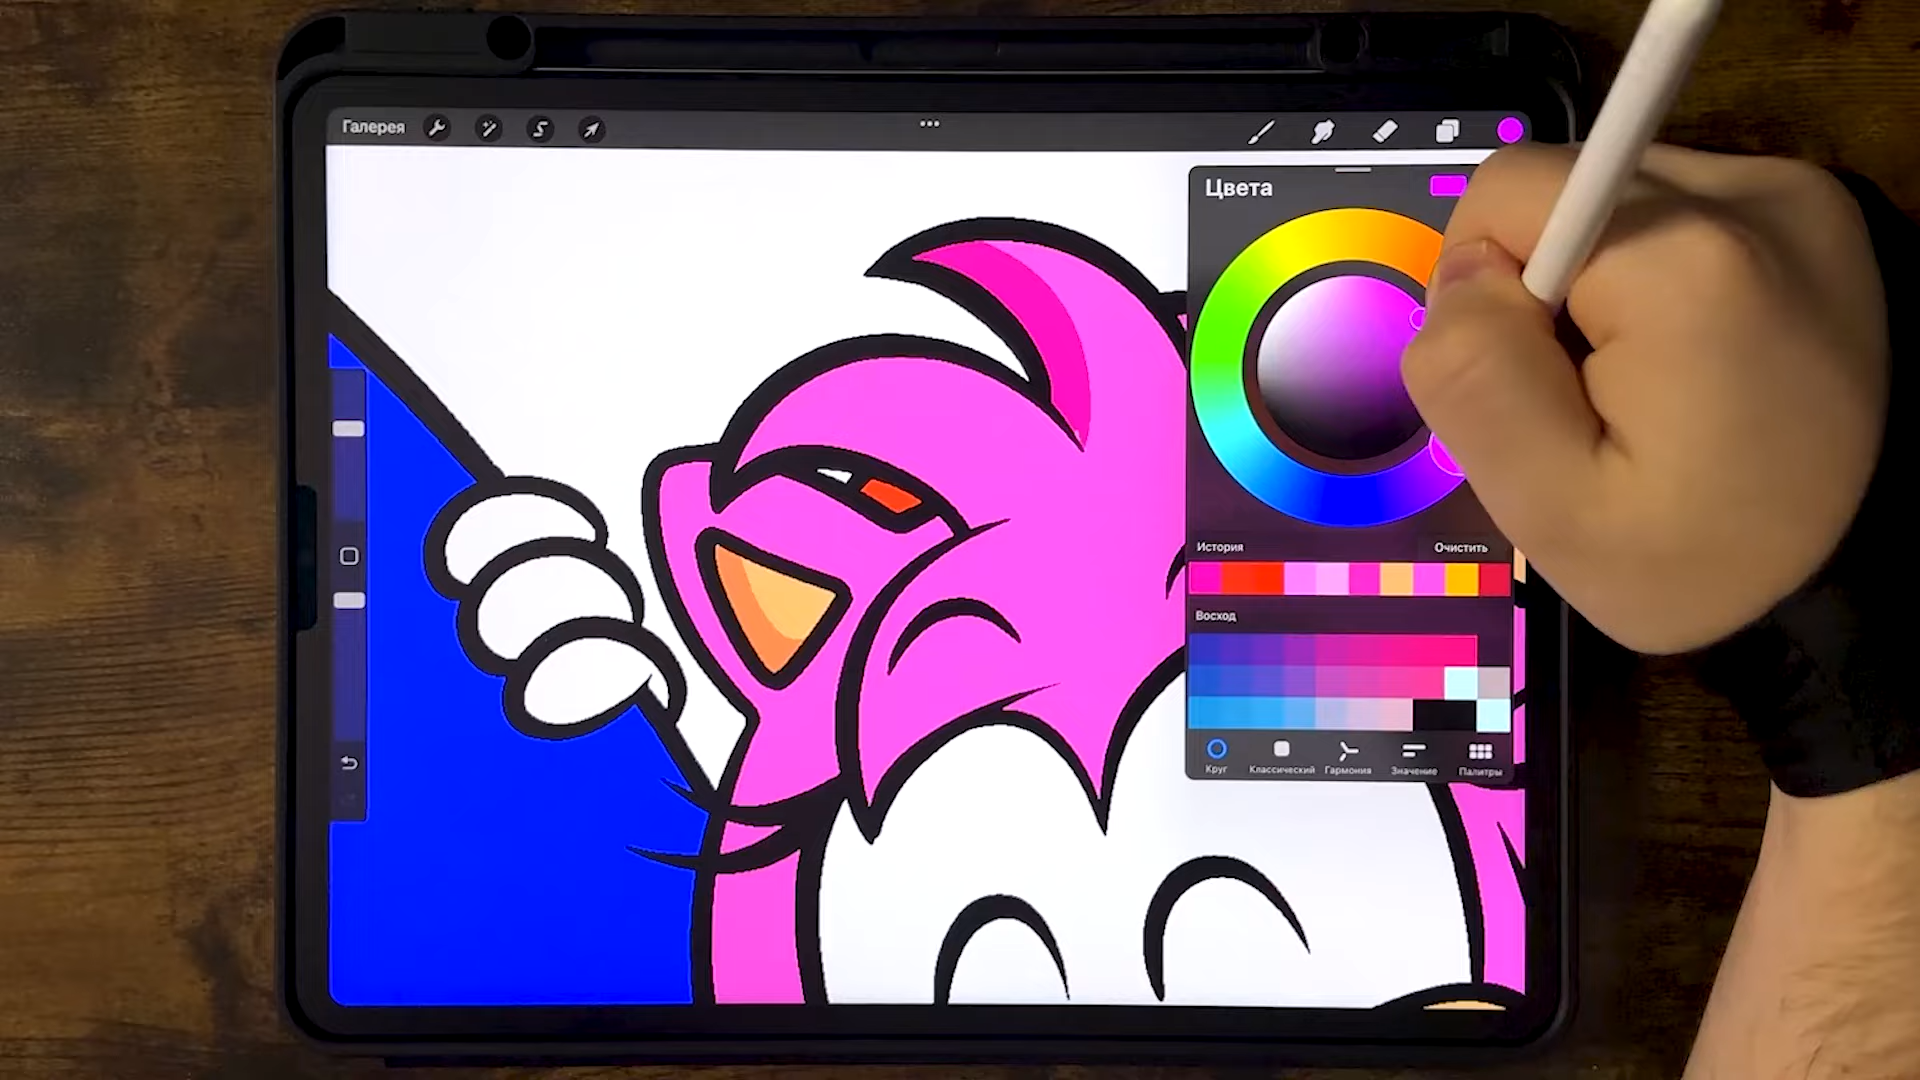 Галерея
Цвета
История Очистить
Восход
Круг Классический Гармония Значение Палитры